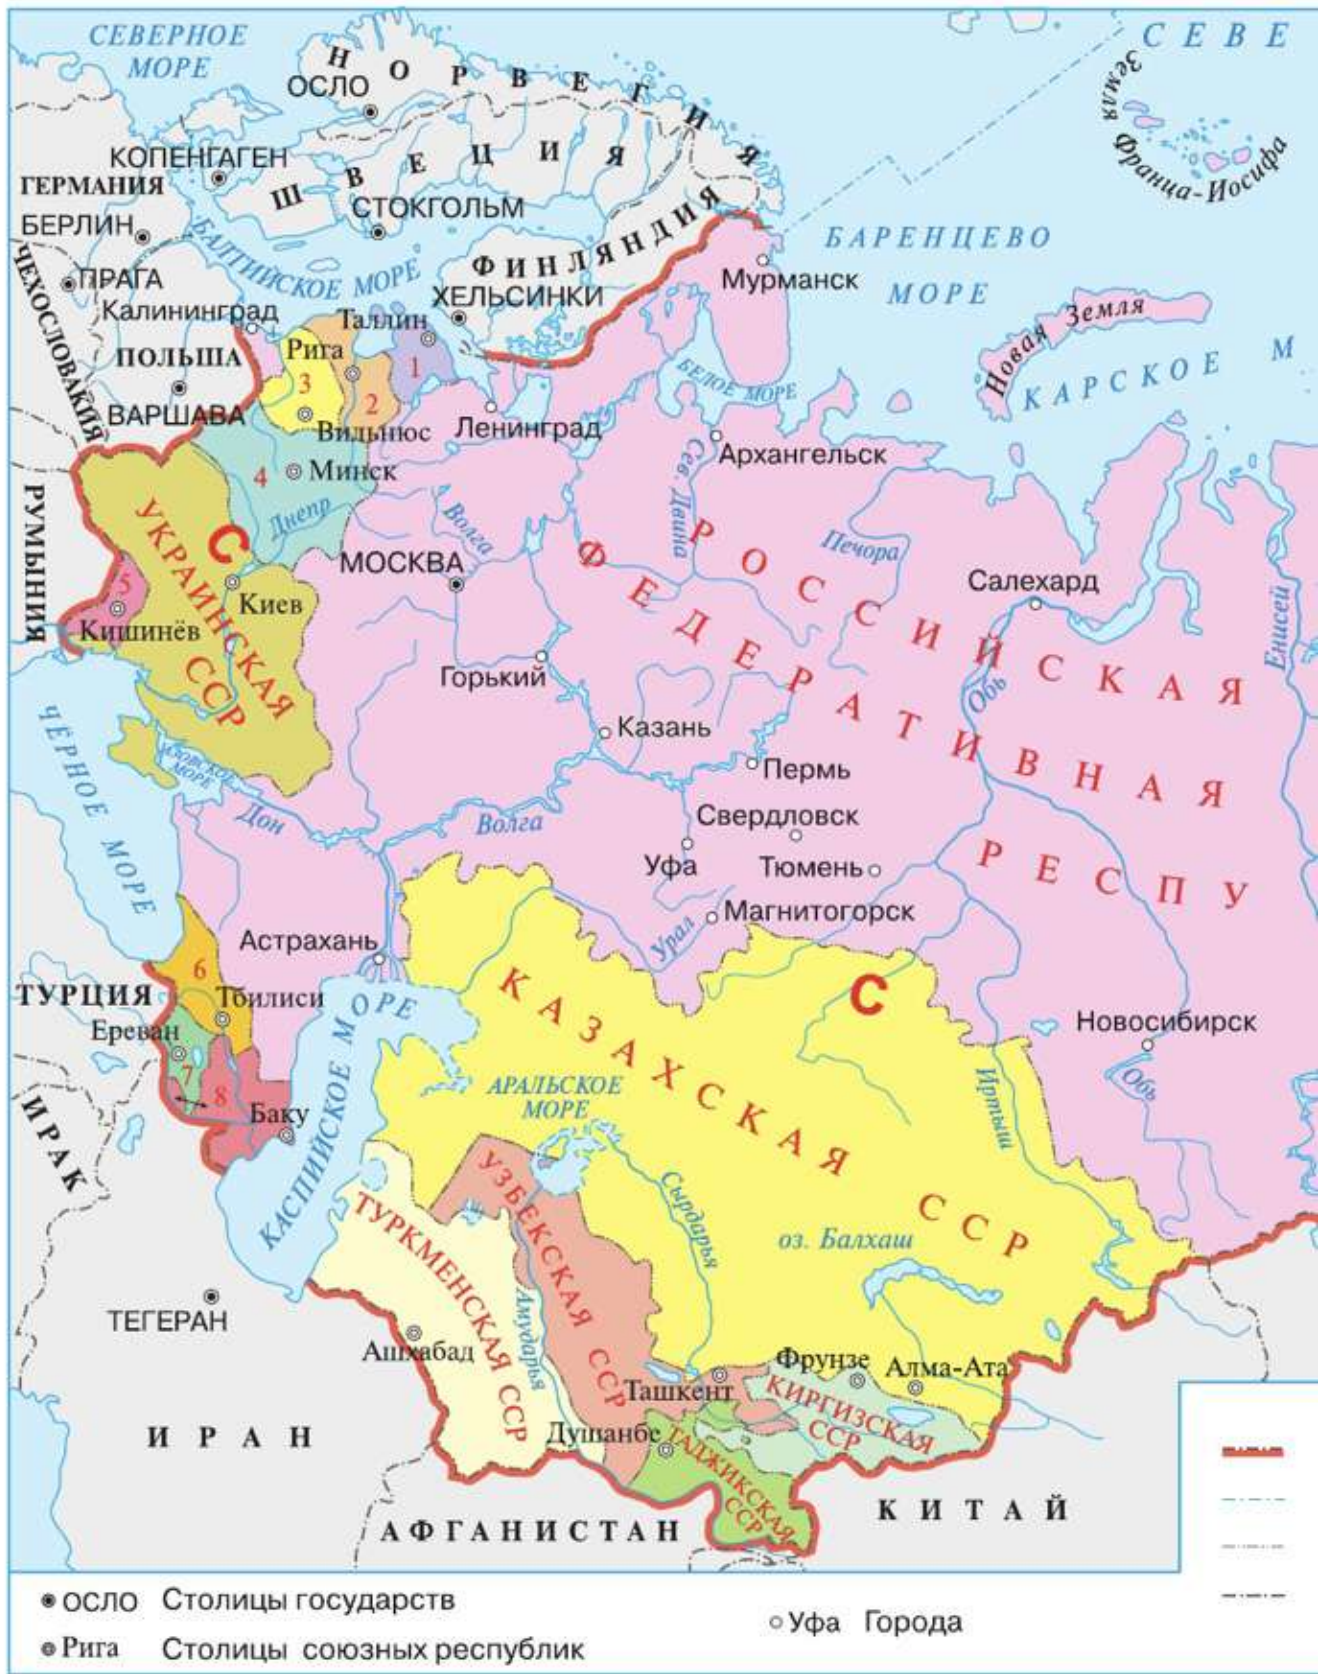 СЕВЕРНОЕ
МОРЕ
НОРВЕГИЯ
ОСЛО
СЕВЕ
Земля Франца-Иосифа
КОПЕНГАГЕН
ШВЕЦИЯ
ГЕРМАНИЯ
БЕРЛИН
СТОКГОЛЬМ
БАЛТИЙСКОЕ МОРЕ
ФИНЛЯНДИЯ
БАРЕНЦЕВО
МОРЕ
Мурманск
ЧЕХОСЛОВАКИЯ
ПРАГА
Калининград
ХЕЛЬСИНКИ
Таллин
Новая Земля
ПОЛЬША
Рига
1
КАРСКОЕ М
БЕЛОЕ МОРЕ
3
2
ВАРШАВА
Вильнюс
Ленинград
Архангельск
4
Минск
Сев. Двина
РУМЫНИЯ
УКРАИНСКАЯ
ССР
С
Днепр
Волга
МОСКВА
РОССИЙСКАЯ
ФЕДЕРАТИВНАЯ
РЕСПУ
Печора
Салехард
Енисей
5
Кишинёв
Киев
Горький
Обь
Казань
ЧЁРНОЕ МОРЕ
АЗОВСКОЕ
МОРЕ
Пермь
Дон
Волга
Свердловск
Уфа
Тюмень
Урал
Магнитогорск
Астрахань
6
ТУРЦИЯ
Тбилиси
КАЗАХСКАЯ ССР
С
Ереван
Новосибирск
7
8
Баку
АРАЛЬСКОЕ
МОРЕ
Иртыш
Обь
ИРАК
КАСПИЙСКОЕ МОРЕ
УЗБЕКСКАЯ ССР
Сырдарья
ТУРКМЕНСКАЯ ССР
оз. Балхаш
ТЕГЕРАН
Амударья
Ашхабад
Фрунзе
Алма-Ата
Ташкент
КИРГИЗСКАЯ
ССР
ИРАН
Душанбе
ТАДЖИКСКАЯ
ССР
АФГАНИСТАН
КИТАЙ
ОСЛО Столицы государств
Рига Столицы союзных республик
Уфа Города